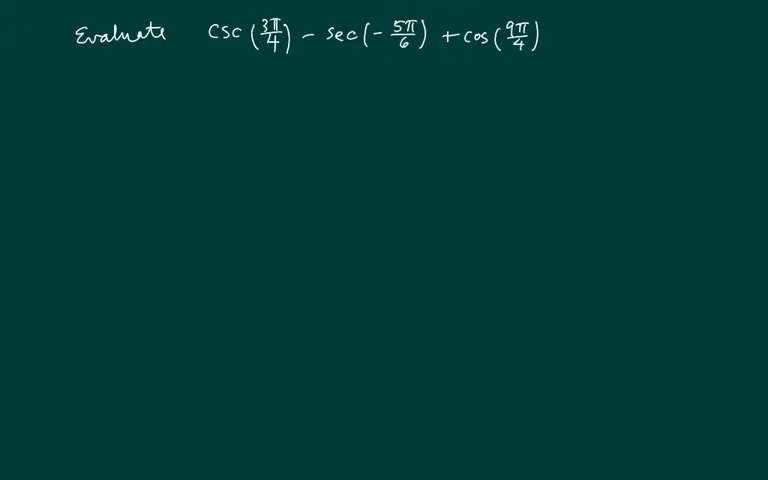 Evaluate csc(3π/4) - sec(-5π/6) + cos(9π/4)